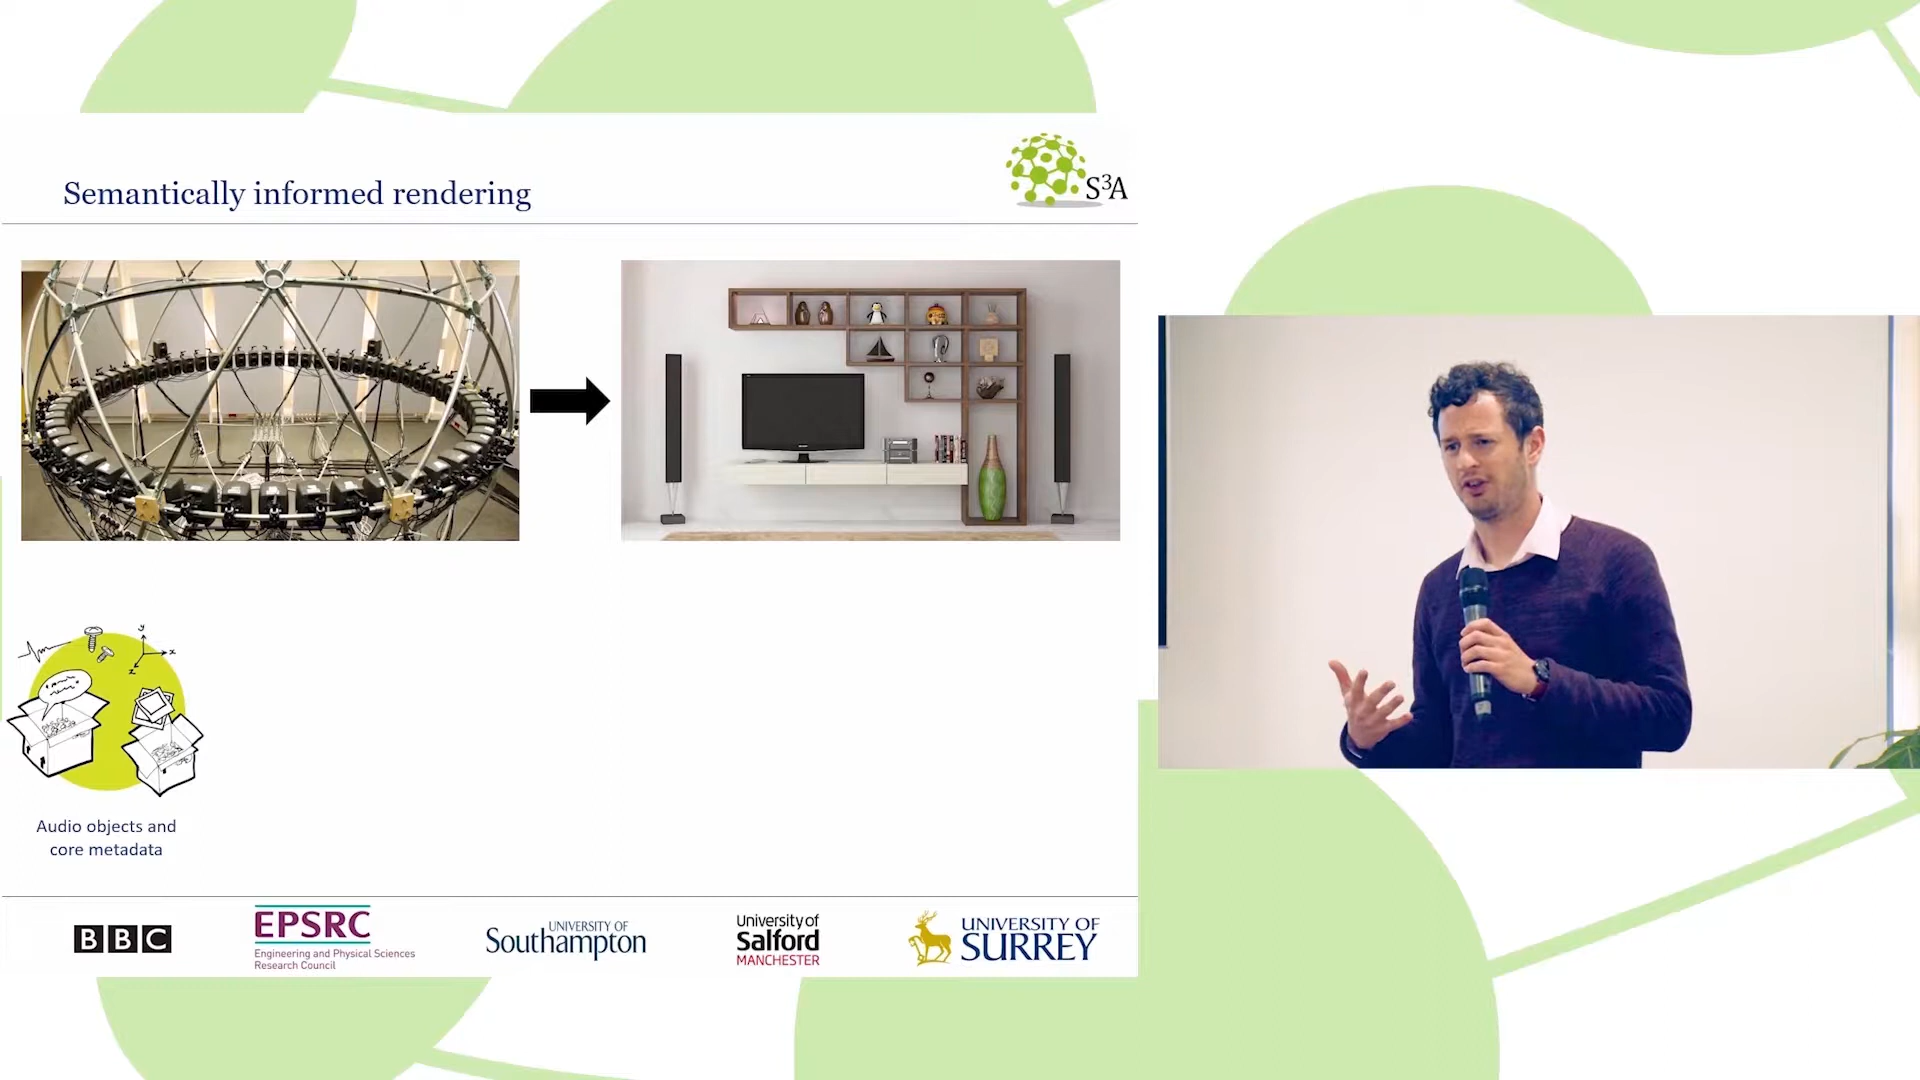 Semantically informed rendering
S³A
y
x
z
Audio objects and
core metadata
BBC
EPSRC
Engineering and Physical Sciences
Research Council
UNIVERSITY OF
Southampton
University of
Salford
MANCHESTER
UNIVERSITY OF
SURREY